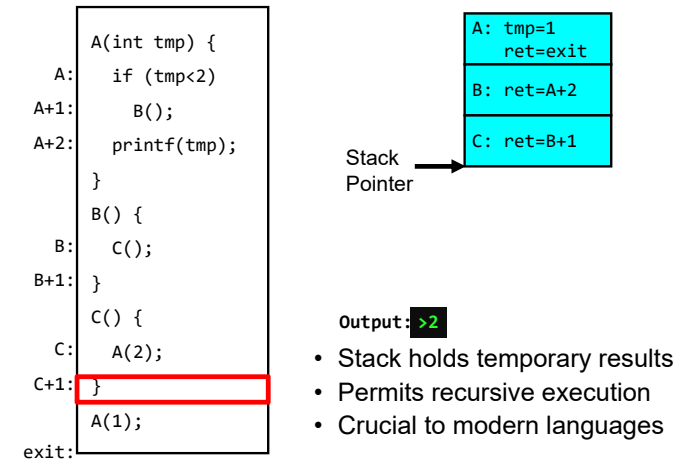 A(int tmp) {
A: if (tmp<2)
A+1: B();
A+2: printf(tmp);
}
B() {
B: C();
B+1: }
C() {
C: A(2);
C+1: }
A(1);
exit:
A: tmp=1
ret=exit
B: ret=A+2
C: ret=B+1
Stack
Pointer
Output: >2
• Stack holds temporary results
• Permits recursive execution
• Crucial to modern languages